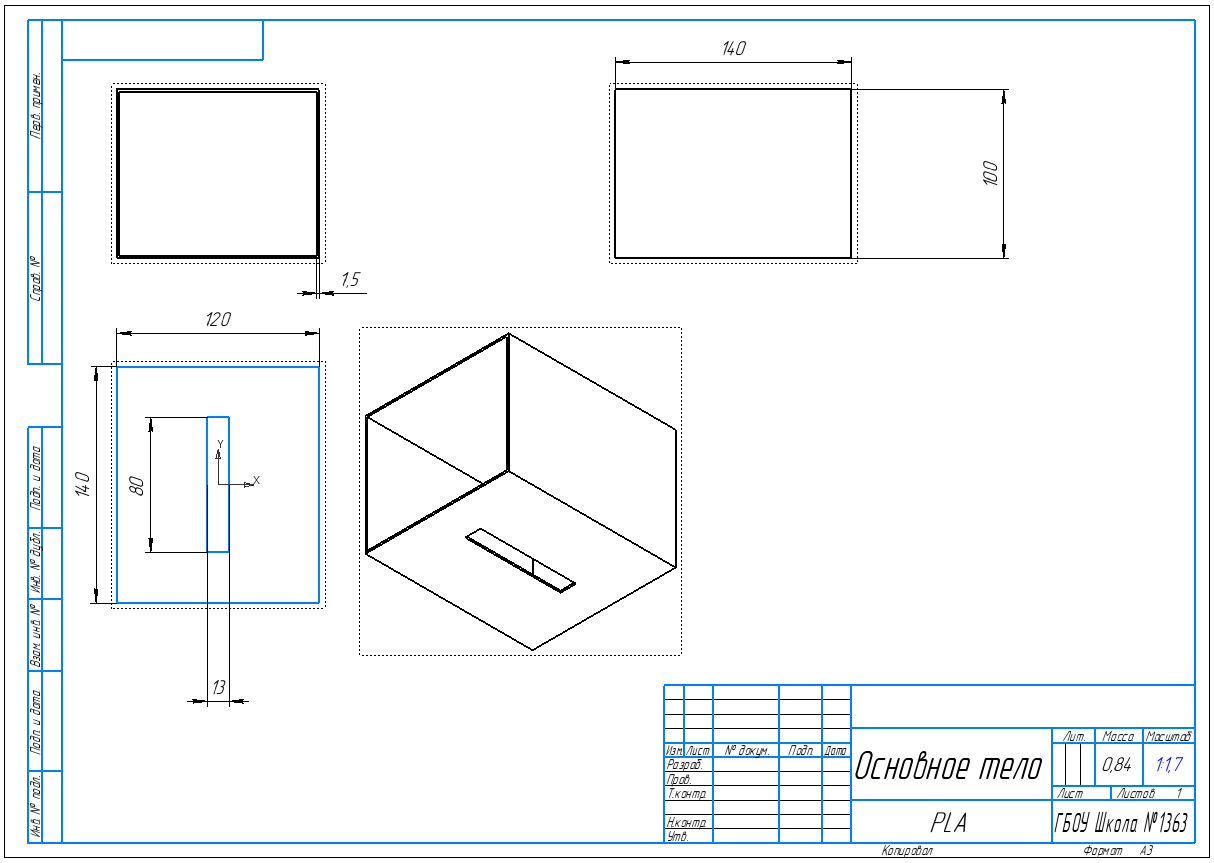 Перв. примен.
Справ. №
Подп. и дата
Инв. № дубл.
Взам. инв. №
Подп. и дата
Инв. № подл.
140
100
1,5
120
140
80
Y
X
13
Изм. Лист № докум. Подп. Дата
Разраб.
Пров.
Т.контр.
Н.контр.
Утв.
Основное тело
PLA
Лит. Масса Масштаб
0,84 1:1,7
Лист Листов 1
ГБОУ Школа №1363
Копировал Формат А3